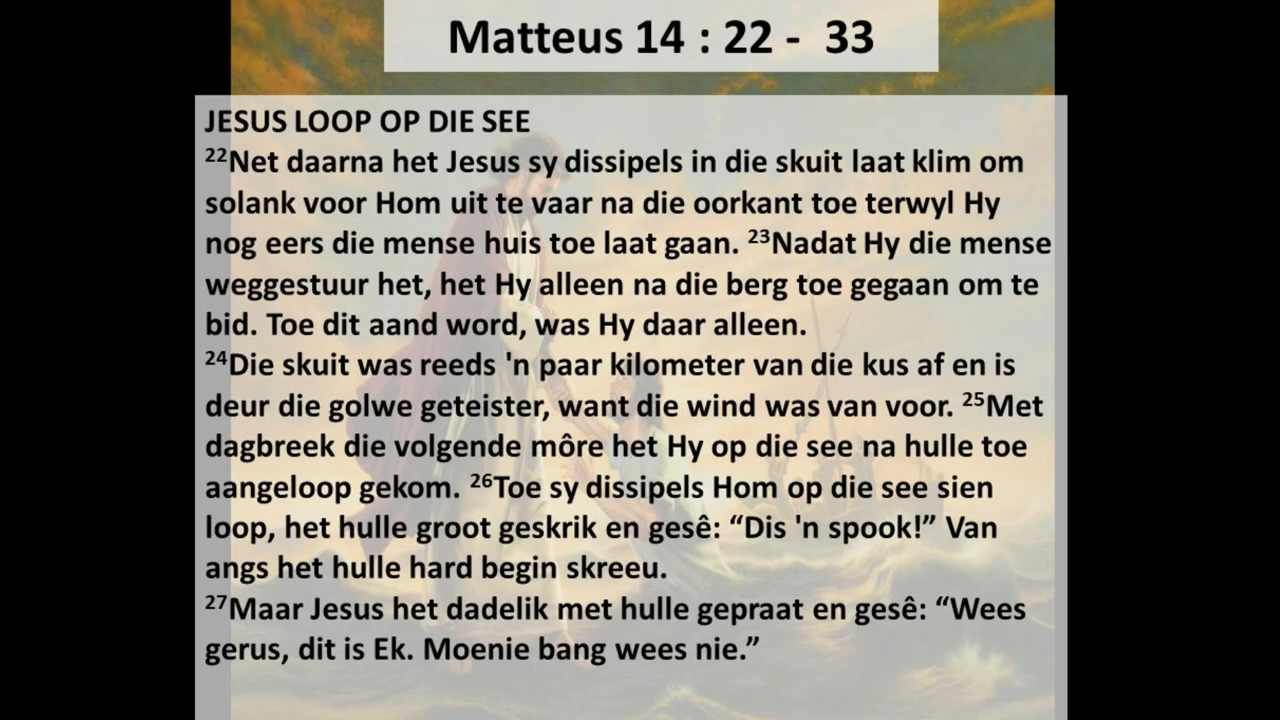 Matteus 14 : 22 - 33
JESUS LOOP OP DIE SEE
22Net daarna het Jesus sy dissipels in die skuit laat klim om
solank voor Hom uit te vaar na die oorkant toe terwyl Hy
nog eers die mense huis toe laat gaan. 23Nadat Hy die mense
weggestuur het, het Hy alleen na die berg toe gegaan om te
bid. Toe dit aand word, was Hy daar alleen.
24Die skuit was reeds 'n paar kilometer van die kus af en is
deur die golwe geteister, want die wind was van voor. 25Met
dagbreek die volgende môre het Hy op die see na hulle toe
aangeloop gekom. 26Toe sy dissipels Hom op die see sien
loop, het hulle groot geskrik en gesê: “Dis 'n spook!” Van
angs het hulle hard begin skreeu.
27Maar Jesus het dadelik met hulle gepraat en gesê: “Wees
gerus, dit is Ek. Moenie bang wees nie.”